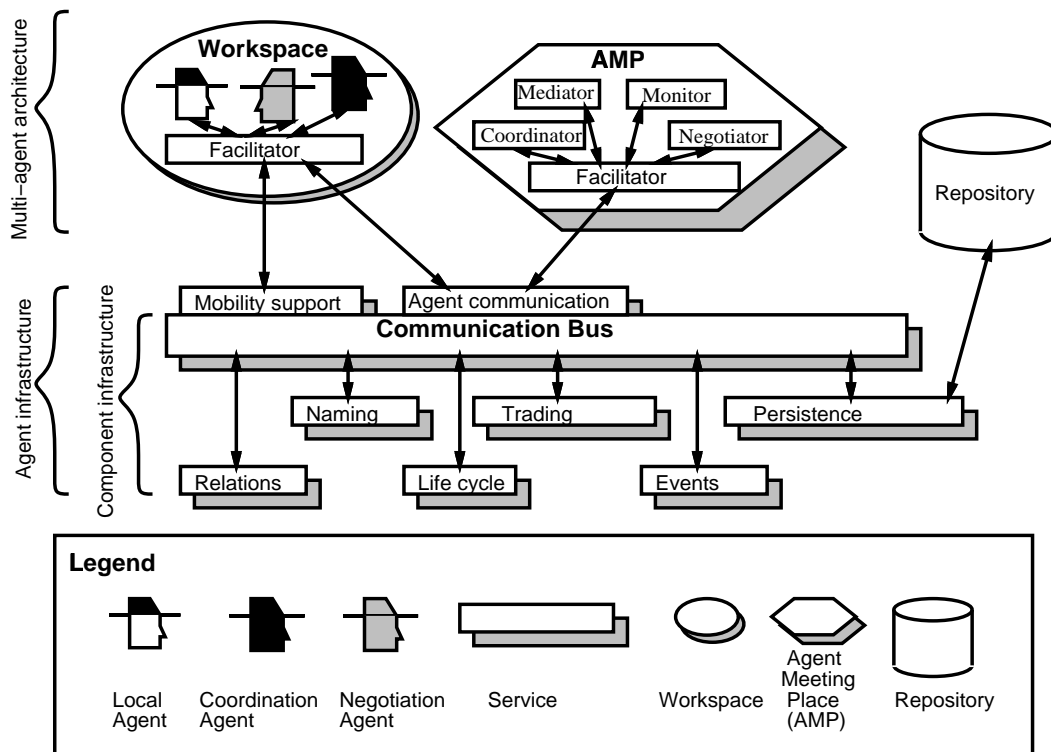 Multi-agent architecture
Workspace
Facilitator
AMP
Mediator
Monitor
Coordinator
Negotiator
Facilitator
Repository
Agent infrastructure
Component infrastructure
Mobility support
Agent communication
Communication Bus
Naming
Trading
Persistence
Relations
Life cycle
Events
Legend
Local
Agent
Coordination
Agent
Negotiation
Agent
Service
Workspace
Agent
Meeting
Place
(AMP)
Repository